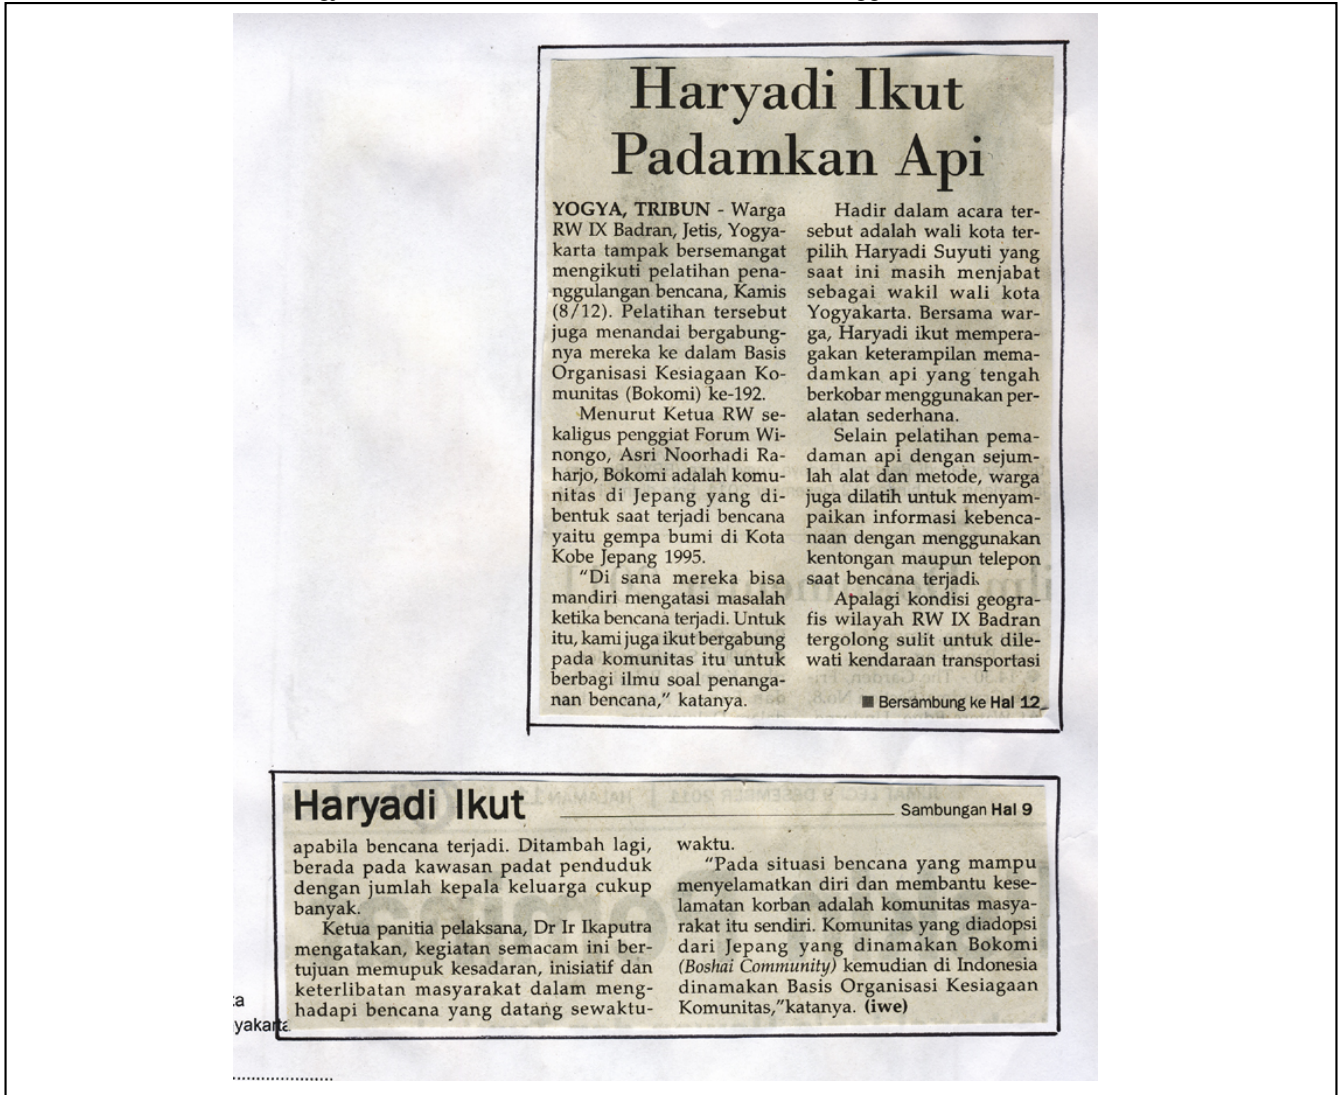 Haryadi Ikut
Padamkan Api
YOGYA, TRIBUN - Warga
RW IX Badran, Jetis, Yogya-
karta tampak bersemangat
mengikuti pelatihan pena-
nggulangan bencana, Kamis
(8/12). Pelatihan tersebut
juga menandai bergabung-
nya mereka ke dalam Basis
Organisasi Kesiagaan Ko-
munitas (Bokomi) ke-192.
Menurut Ketua RW se-
kaligus penggiat Forum Wi-
nongo, Asri Noorhadi Ra-
harjo, Bokomi adalah komu-
nitas di Jepang yang di-
bentuk saat terjadi bencana
yaitu gempa bumi di Kota
Kobe Jepang 1995.
"Di sana mereka bisa
mandiri mengatasi masalah
ketika bencana terjadi. Untuk
itu, kami juga ikut bergabung
pada komunitas itu untuk
berbagi ilmu soal penanga-
nan bencana," katanya.
Hadir dalam acara ter-
sebut adalah wali kota ter-
pilih Haryadi Suyuti yang
saat ini masih menjabat
sebagai wakil wali kota
Yogyakarta. Bersama war-
ga, Haryadi ikut mempera-
gakan keterampilan mema-
damkan api yang tengah
berkobar menggunakan per-
alatan sederhana.
Selain pelatihan pema-
daman api dengan sejum-
lah alat dan metode, warga
juga dilatih untuk menyam-
paikan informasi kebenca-
naan dengan menggunakan
kentongan maupun telepon
saat bencana terjadi.
Apalagi kondisi geogra-
fis wilayah RW IX Badran
tergolong sulit untuk dile-
wati kendaraan transportasi
■ Bersambung ke Hal 12
Haryadi Ikut
Sambungan Hal 9
apabila bencana terjadi. Ditambah lagi,
berada pada kawasan padat penduduk
dengan jumlah kepala keluarga cukup
banyak.
Ketua panitia pelaksana, Dr Ir Ikaputra
mengatakan, kegiatan semacam ini ber-
tujuan memupuk kesadaran, inisiatif dan
keterlibatan masyarakat dalam meng-
hadapi bencana yang datang sewaktu-
waktu.
"Pada situasi bencana yang mampu
menyelamatkan diri dan membantu kese-
lamatan korban adalah komunitas masya-
rakat itu sendiri. Komunitas yang diadopsi
dari Jepang yang dinamakan Bokomi
(Boshai Community) kemudian di Indonesia
dinamakan Basis Organisasi Kesiagaan
Komunitas,"katanya. (iwe)